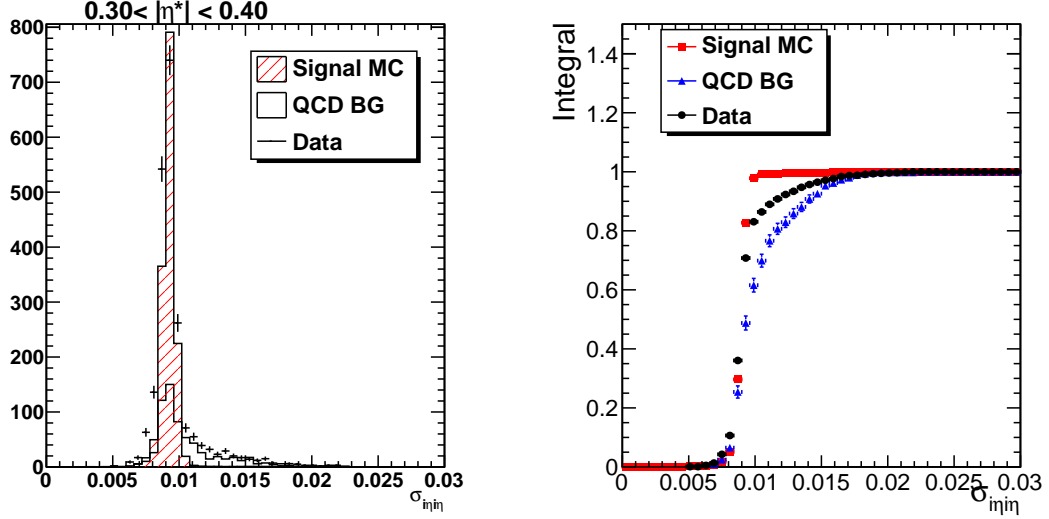 0.30< |η*| < 0.40
800
700
600
500
400
300
200
100
0
0 0.005 0.01 0.015 0.02 0.025 0.03
σiηiη
Signal MC
QCD BG
Data
Integral
1.4
1.2
1
0.8
0.6
0.4
0.2
0
0 0.005 0.01 0.015 0.02 0.025 0.03
σiηiη
Signal MC
QCD BG
Data